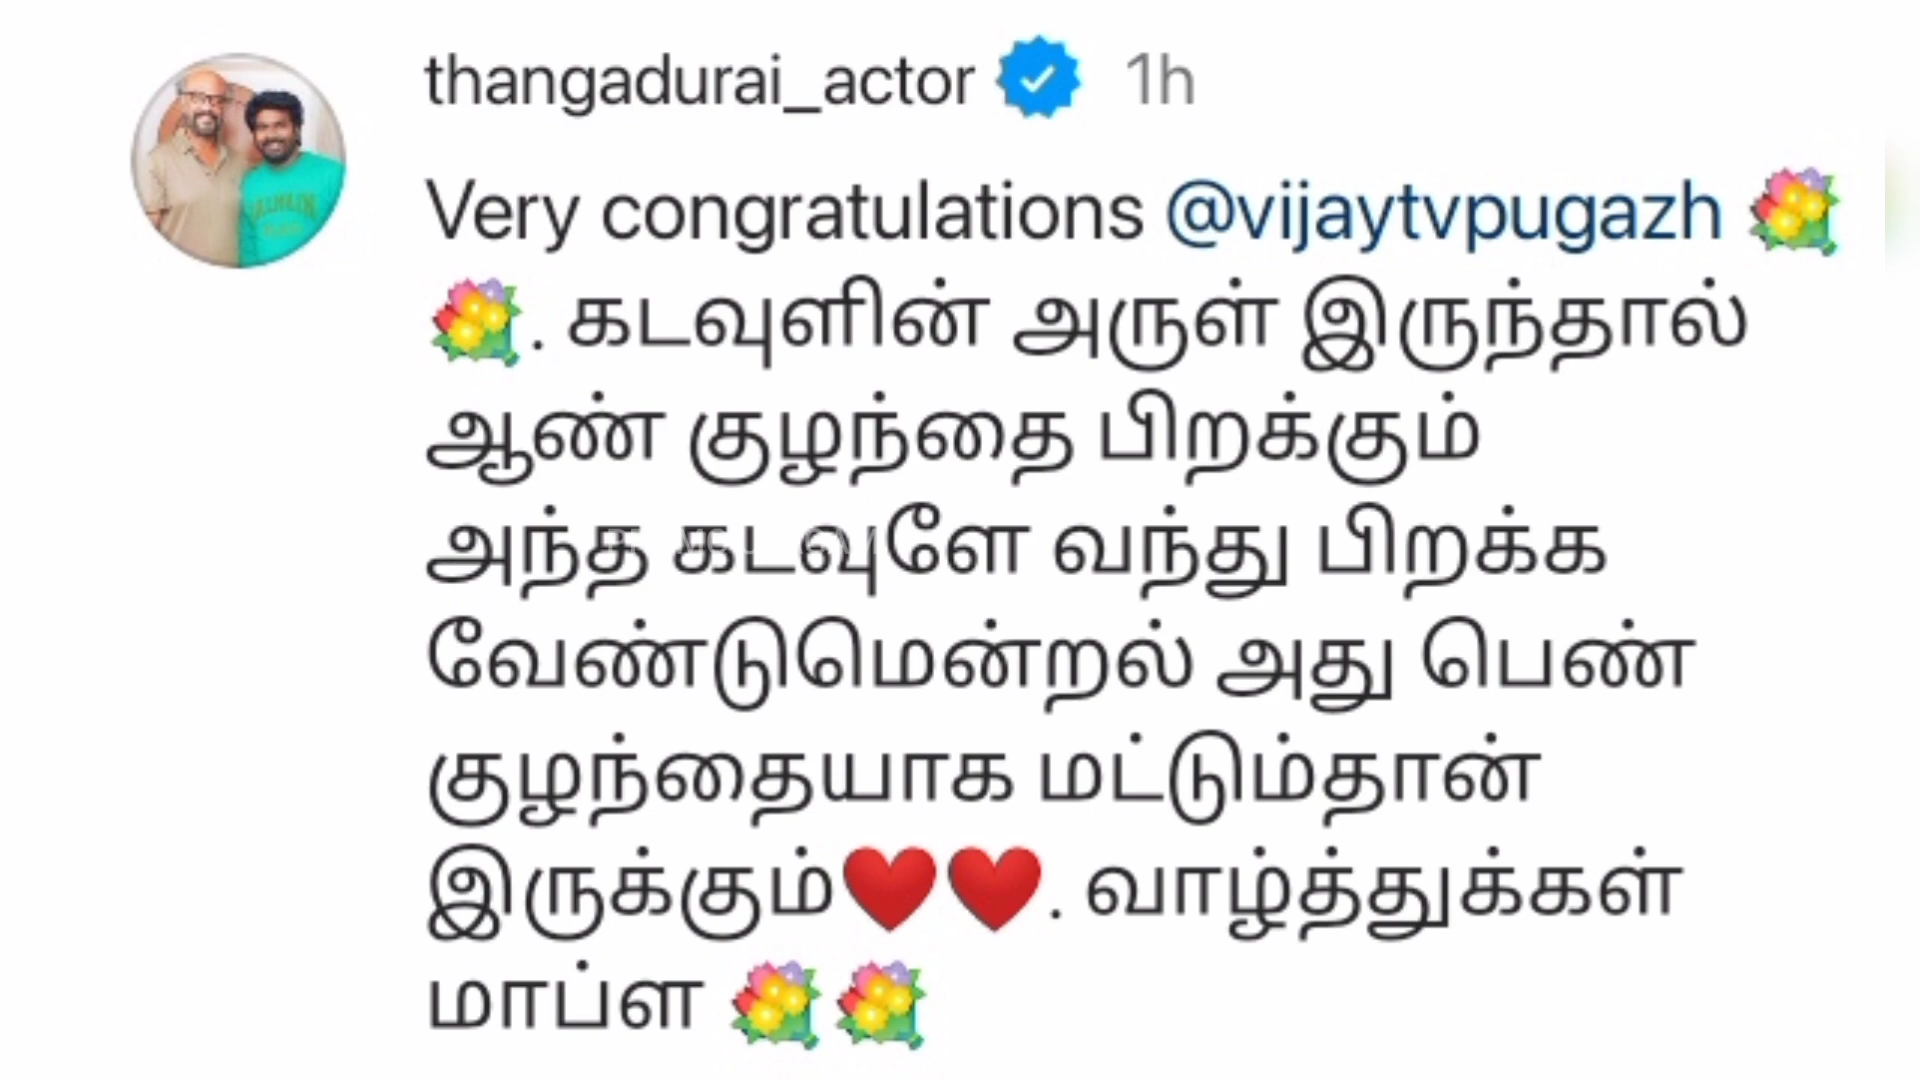 thangadurai_actor 1h
Very congratulations @vijaytvpugazh 💐
💐. கடவுளின் அருள் இருந்தால்
ஆண் குழந்தை பிறக்கும்
அந்த கடவுளே வந்து பிறக்க
வேண்டுமென்றல் அது பெண்
குழந்தையாக மட்டும்தான்
இருக்கும்❤️❤️. வாழ்த்துக்கள்
மாப்ள 💐💐